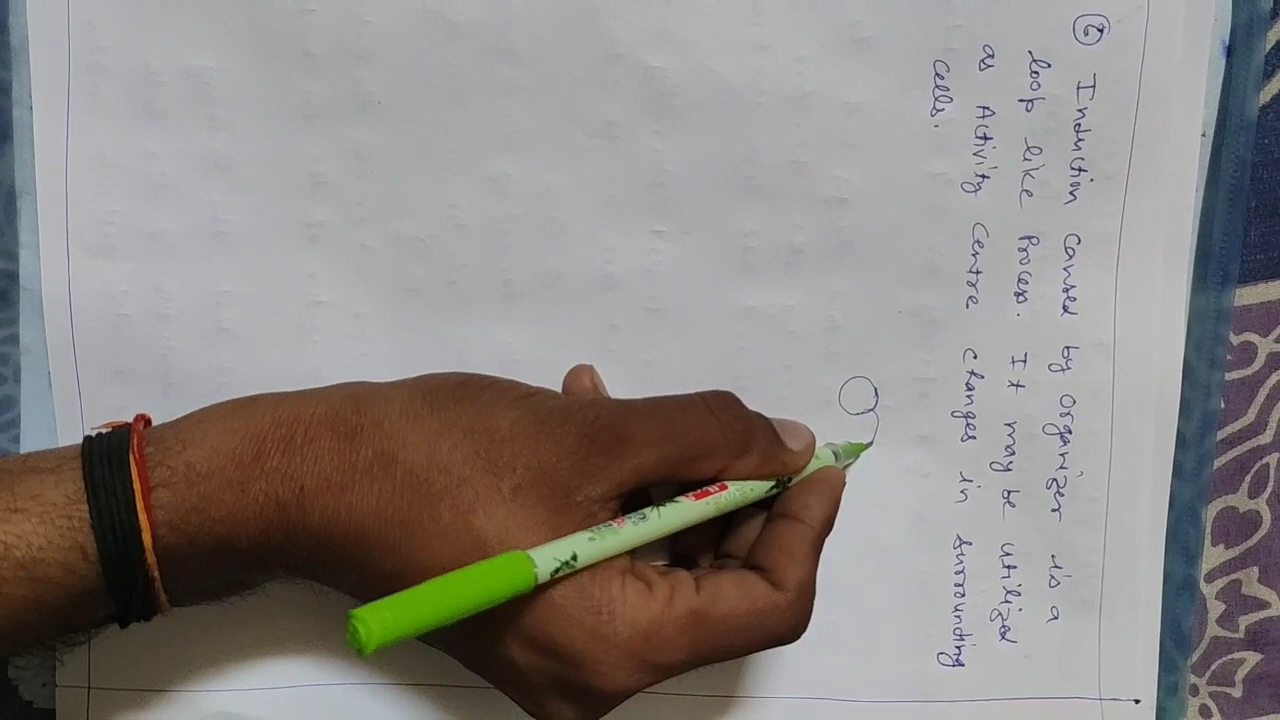 ⑥ Induction caused by organizer is a
loop like Process. It may be utilized
as Activity Centre changes in surrounding
cells.